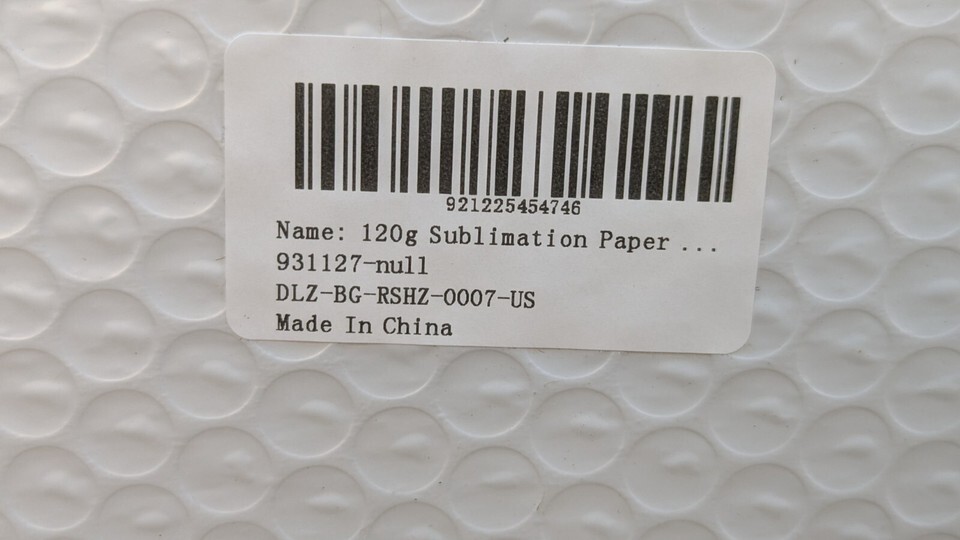 921225454746
Name: 120g Sublimation Paper ...
931127-null
DLZ-BG-RSHZ-0007-US
Made In China